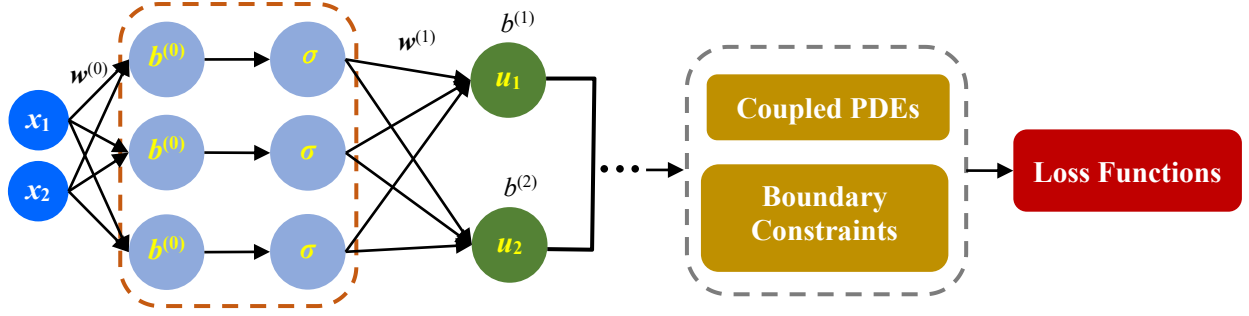 x₁
x₂
w⁽⁰⁾
b⁽⁰⁾
σ
b⁽⁰⁾
σ
b⁽⁰⁾
σ
w⁽¹⁾
b⁽¹⁾
u₁
b⁽²⁾
u₂
...
Coupled PDEs
Boundary
Constraints
Loss Functions